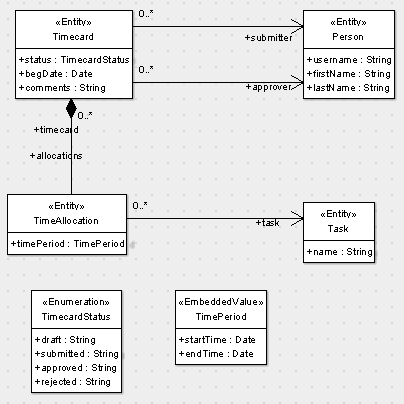 «Entity»
Timecard
+status : TimecardStatus
+begDate : Date
+comments : String
0..*
+submitter
0..*
+approver
«Entity»
Person
+username : String
+firstName : String
+lastName : String
0..*
+timecard
+allocations
«Entity»
TimeAllocation
+timePeriod : TimePeriod
0..*
+task
«Entity»
Task
+name : String
«Enumeration»
TimecardStatus
+draft : String
+submitted : String
+approved : String
+rejected : String
«EmbeddedValue»
TimePeriod
+startTime : Date
+endTime : Date